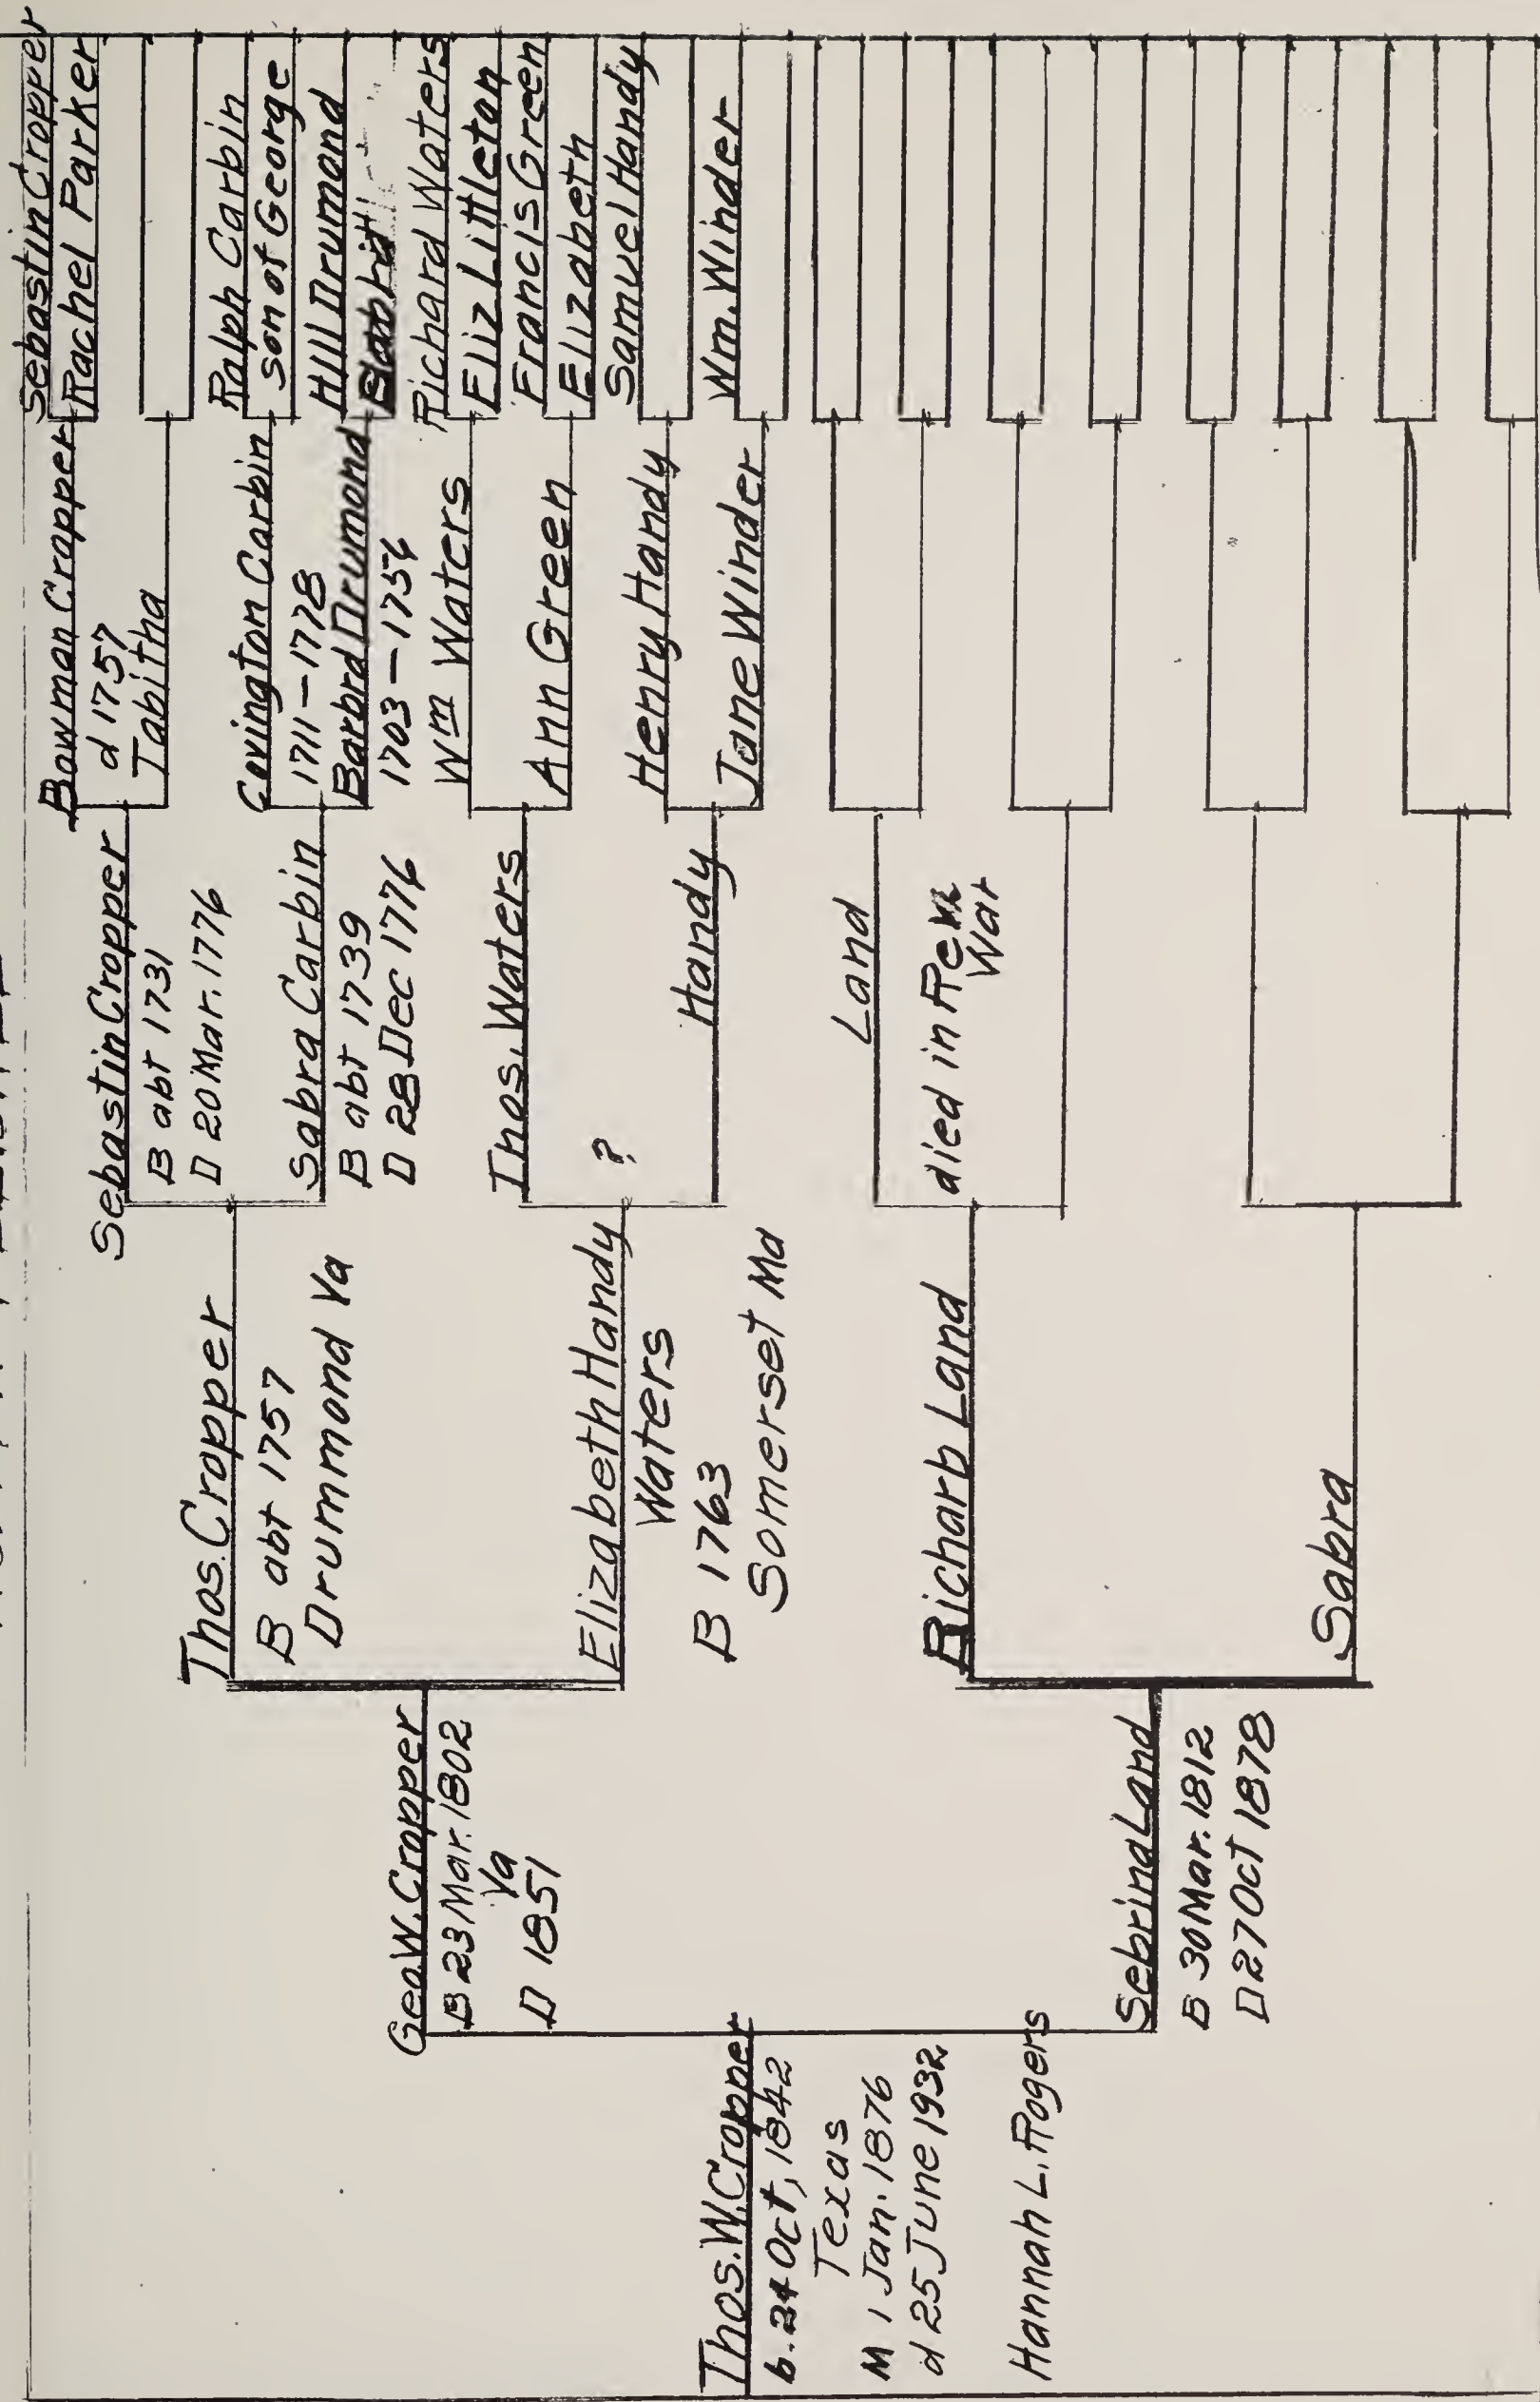 Thos. W. Cropper
b. 24 Oct, 1842
Texas
M 1 Jan. 1876
d 25 June 1932
Hannah L. Rogers
Geo. W. Cropper
B 23 Mar. 1802
Va
D 1851
Sebrina Land
B 30 Mar. 1812
D 27 Oct 1878
Thos. Cropper
B abt 1757
Drummond Va
Elizabeth Handy
Waters
B 1763
Somerset Md
Richarb Land
Sabra
Sebastin Cropper
B abt 1731
D 20 Mar. 1776
Sabra Carbin
B abt 1739
D 28 Dec 1776
Thos. Waters
?
Handy
Land
died in Rev.
War
Bowman Cropper
d 1757
Tabitha
Covington Carbin
1711-1778
Barbra Drumond
1703-1754
Wm Waters
Ann Green
Henry Handy
Jane Winder
Sebastin Cropper
Rachel Parker
Ralph Carbin
son of George
Hill Drumand
Richard Waters
Eliz Littleton
Francis Green
Elizabeth
Samuel Handy
Wm. Winder